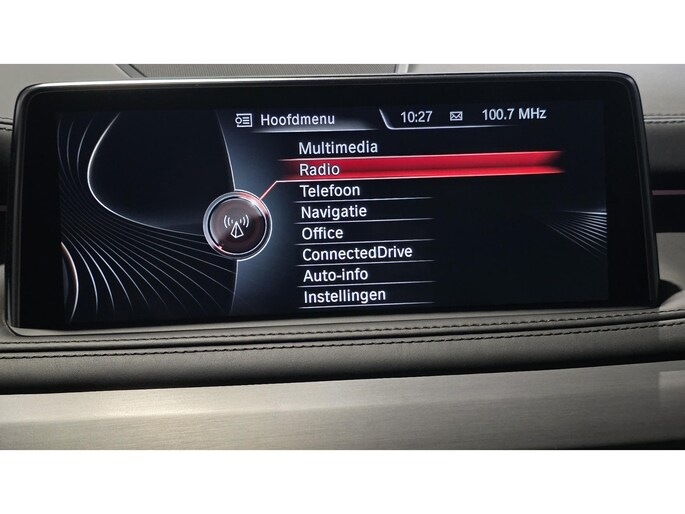 Hoofdmenu 10:27 100.7 MHz
Multimedia
Radio
Telefoon
Navigatie
Office
ConnectedDrive
Auto-info
Instellingen